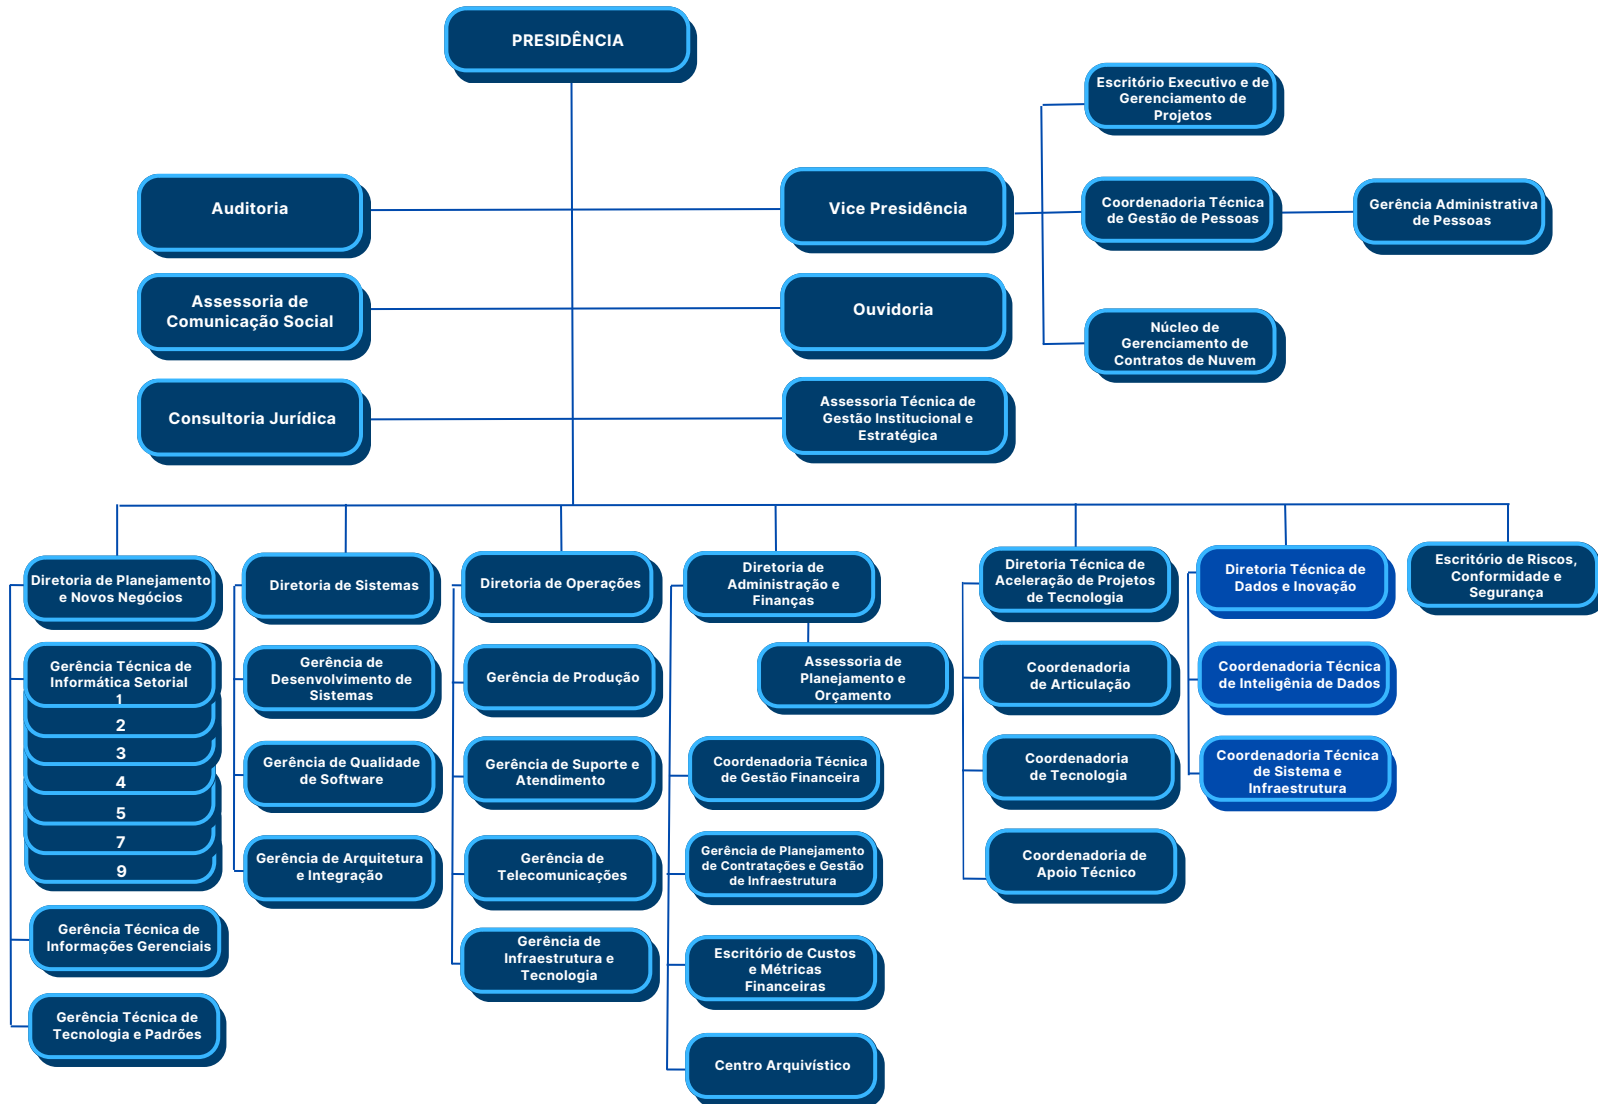 PRESIDÊNCIA
Escritório Executivo e de
Gerenciamento de
Projetos
Auditoria
Vice Presidência
Coordenadoria Técnica
de Gestão de Pessoas
Gerência Administrativa
de Pessoas
Assessoria de
Comunicação Social
Ouvidoria
Núcleo de
Gerenciamento de
Contratos de Nuvem
Consultoria Jurídica
Assessoria Técnica de
Gestão Institucional e
Estratégica
Diretoria de Planejamento
e Novos Negócios
Gerência Técnica de
Informática Setorial
1
2
3
4
5
7
9
Gerência Técnica de
Informações Gerenciais
Gerência Técnica de
Tecnologia e Padrões
Diretoria de Sistemas
Gerência de
Desenvolvimento de
Sistemas
Gerência de Qualidade
de Software
Gerência de Arquitetura
e Integração
Diretoria de Operações
Gerência de Produção
Gerência de Suporte e
Atendimento
Gerência de
Telecomunicações
Gerência de
Infraestrutura e
Tecnologia
Diretoria de
Administração e
Finanças
Assessoria de
Planejamento e
Orçamento
Coordenadoria Técnica
de Gestão Financeira
Gerência de Planejamento
de Contratações e Gestão
de Infraestrutura
Escritório de Custos
e Métricas
Financeiras
Centro Arquivístico
Diretoria Técnica de
Aceleração de Projetos
de Tecnologia
Coordenadoria
de Articulação
Coordenadoria
de Tecnologia
Coordenadoria de
Apoio Técnico
Diretoria Técnica de
Dados e Inovação
Coordenadoria Técnica
de Inteligênia de Dados
Coordenadoria Técnica
de Sistema e
Infraestrutura
Escritório de Riscos,
Conformidade e
Segurança